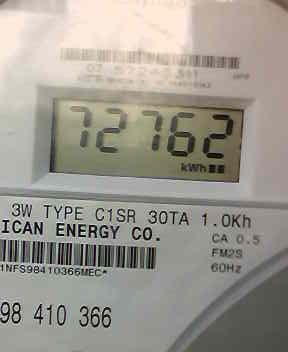 72762
kWh
3W TYPE C1SR 30TA 1.0Kh
ICAN ENERGY CO.
CA 0.5
FM2S
60Hz
1NFS98410366MEC*
98 410 366